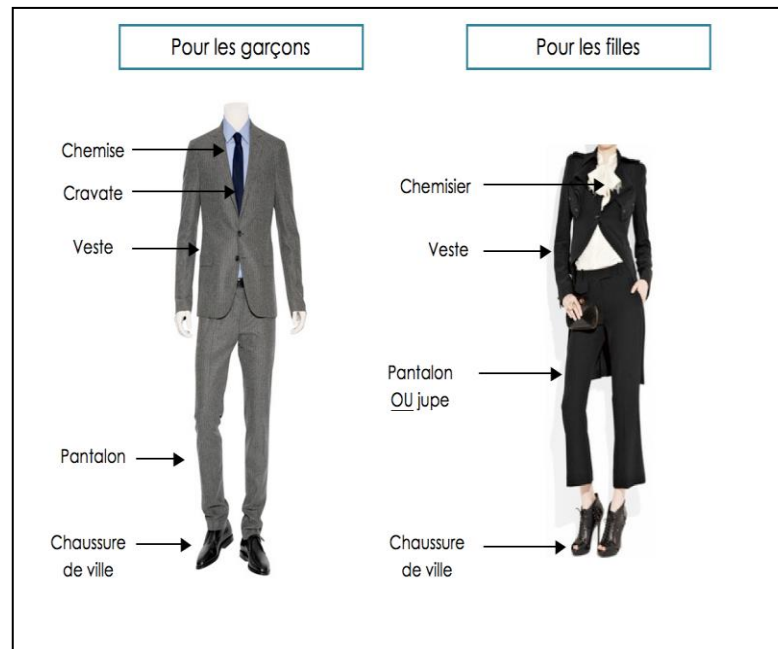 Pour les garçons
Chemise
Cravate
Veste
Pantalon
Chaussure
de ville
Pour les filles
Chemisier
Veste
Pantalon
OU jupe
Chaussure
de ville